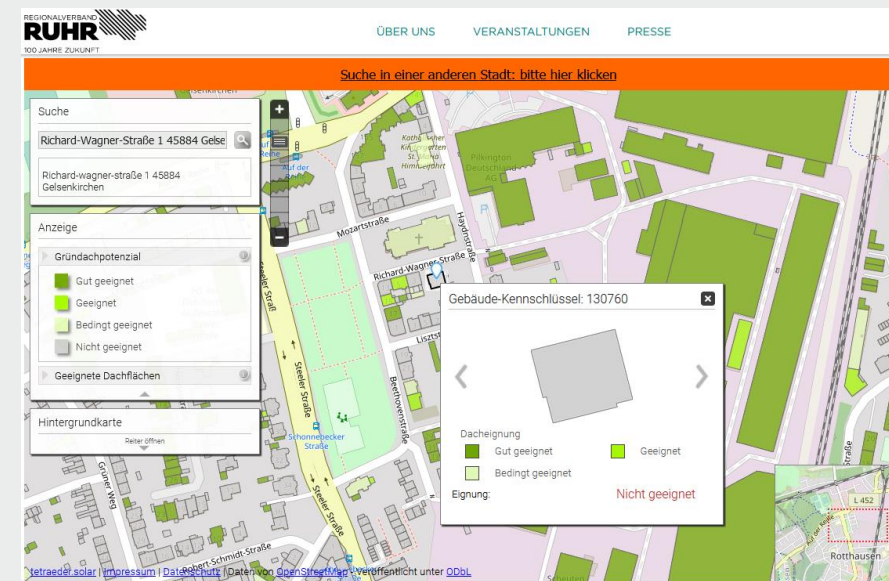 REGIONALVERBAND
RUHR
100 JAHRE ZUKUNFT
ÜBER UNS
VERANSTALTUNGEN
PRESSE
Suche in einer anderen Stadt: bitte hier klicken
Suche
Richard-Wagner-Straße 1 45884 Gelse
Richard-wagner-straße 1 45884
Gelsenkirchen
Anzeige
Gründachpotenzial
Gut geeignet
Geeignet
Bedingt geeignet
Nicht geeignet
Geeignete Dachflächen
Hintergrundkarte
Reiter öffnen
Auf der
Pilkington
Deutschland
AG
P
Mozartstraße
Haydnstraße
Richard-Wagner-Straße
Beethovenstraße
Steeler Straße
Schonnebecker
Straße
Steeler Straße
Grüner Weg
Robert-Schmidt-Straße
Gebäude-Kennschlüssel: 130760
Dacheignung
Gut geeignet
Geeignet
Bedingt geeignet
Eignung:
Nicht geeignet
L 452
Rotthausen
tetraeder.solar | Impressum | Datenschutz | Daten von OpenStreetMap - Veröffentlicht unter ODbL